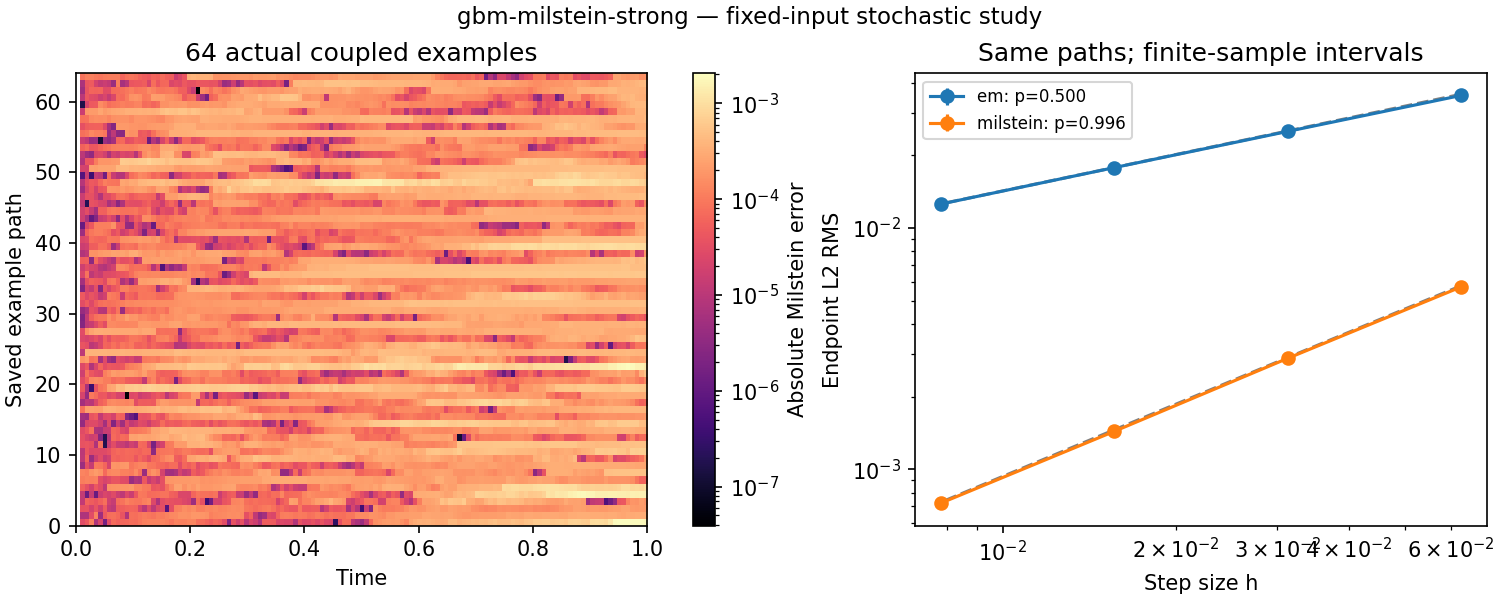 gbm-milstein-strong — fixed-input stochastic study
64 actual coupled examples
Saved example path
60
50
40
30
20
10
0
0.0 0.2 0.4 0.6 0.8 1.0
Time
10⁻³
10⁻⁴
10⁻⁵
10⁻⁶
10⁻⁷
Absolute Milstein error
Same paths; finite-sample intervals
em: p=0.500
milstein: p=0.996
Endpoint L2 RMS
10⁻²
10⁻³
10⁻² 2×10⁻² 3×10⁻² 4×10⁻² 6×10⁻²
Step size h